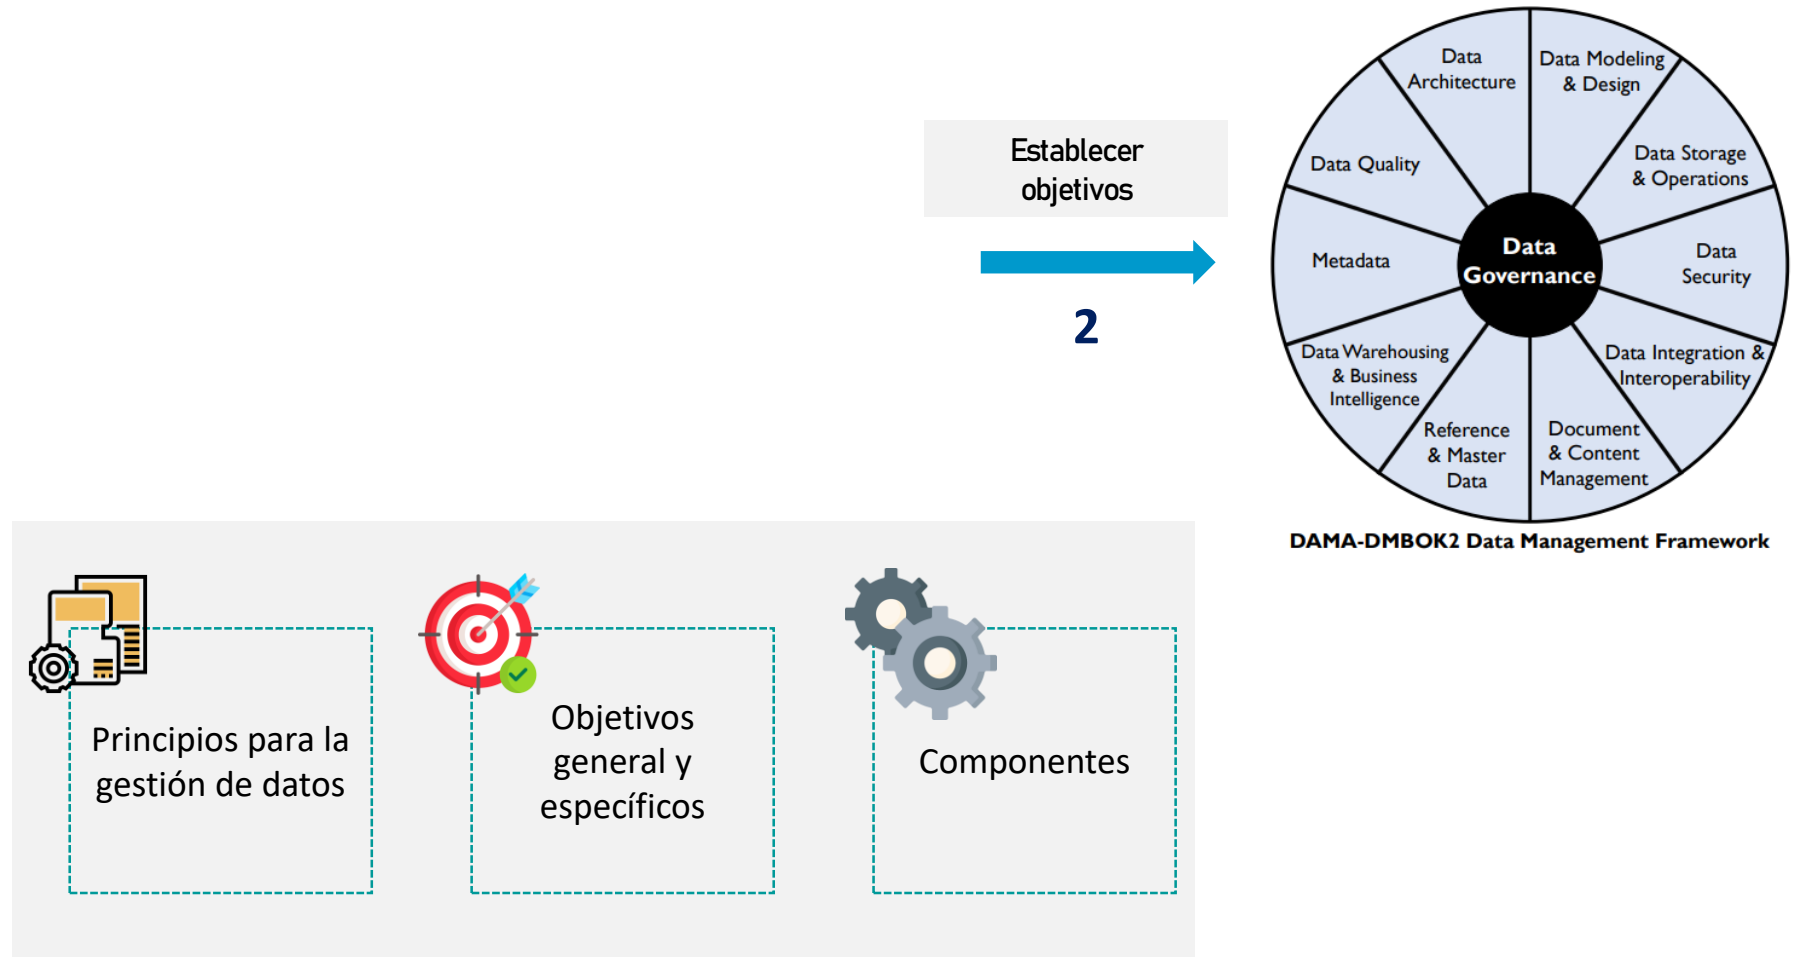 Establecer
objetivos
2
Data
Architecture
Data Modeling
& Design
Data Storage
& Operations
Data
Security
Data Integration &
Interoperability
Document
& Content
Management
Reference
& Master
Data
Data Warehousing
& Business
Intelligence
Metadata
Data Quality
Data
Governance
DAMA-DMBOK2 Data Management Framework
Principios para la
gestión de datos
Objetivos
general y
específicos
Componentes